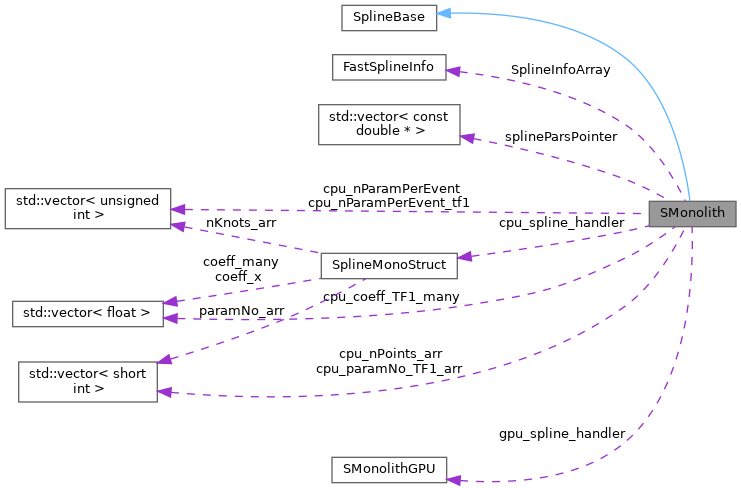 SplineBase
FastSplineInfo
SplineInfoArray
std::vector< const
double * >
splineParsPointer
std::vector< unsigned
int >
cpu_nParamPerEvent
cpu_nParamPerEvent_tf1
SMonolith
nKnots_arr
cpu_spline_handler
SplineMonoStruct
coeff_many
coeff_x
cpu_coeff_TF1_many
std::vector< float >
paramNo_arr
cpu_nPoints_arr
cpu_paramNo_TF1_arr
std::vector< short
int >
gpu_spline_handler
SMonolithGPU